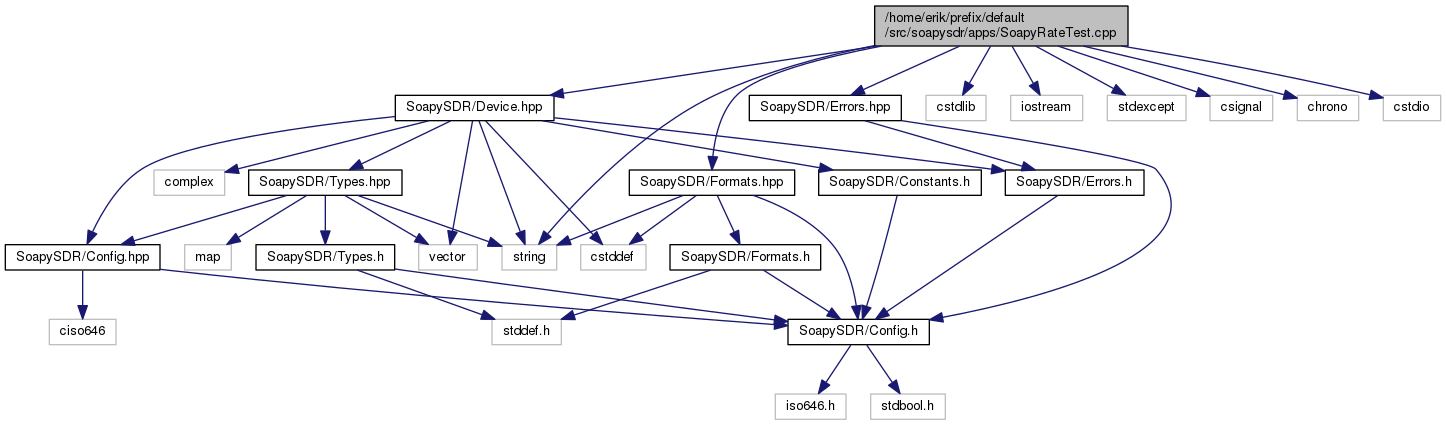 /home/erik/prefix/default
/src/soapysdr/apps/SoapyRateTest.cpp
SoapySDR/Device.hpp
SoapySDR/Errors.hpp
cstdlib
iostream
stdexcept
csignal
chrono
cstdio
complex
SoapySDR/Types.hpp
SoapySDR/Formats.hpp
SoapySDR/Constants.h
SoapySDR/Errors.h
SoapySDR/Config.hpp
map
SoapySDR/Types.h
vector
string
cstddef
SoapySDR/Formats.h
ciso646
stddef.h
SoapySDR/Config.h
iso646.h
stdbool.h